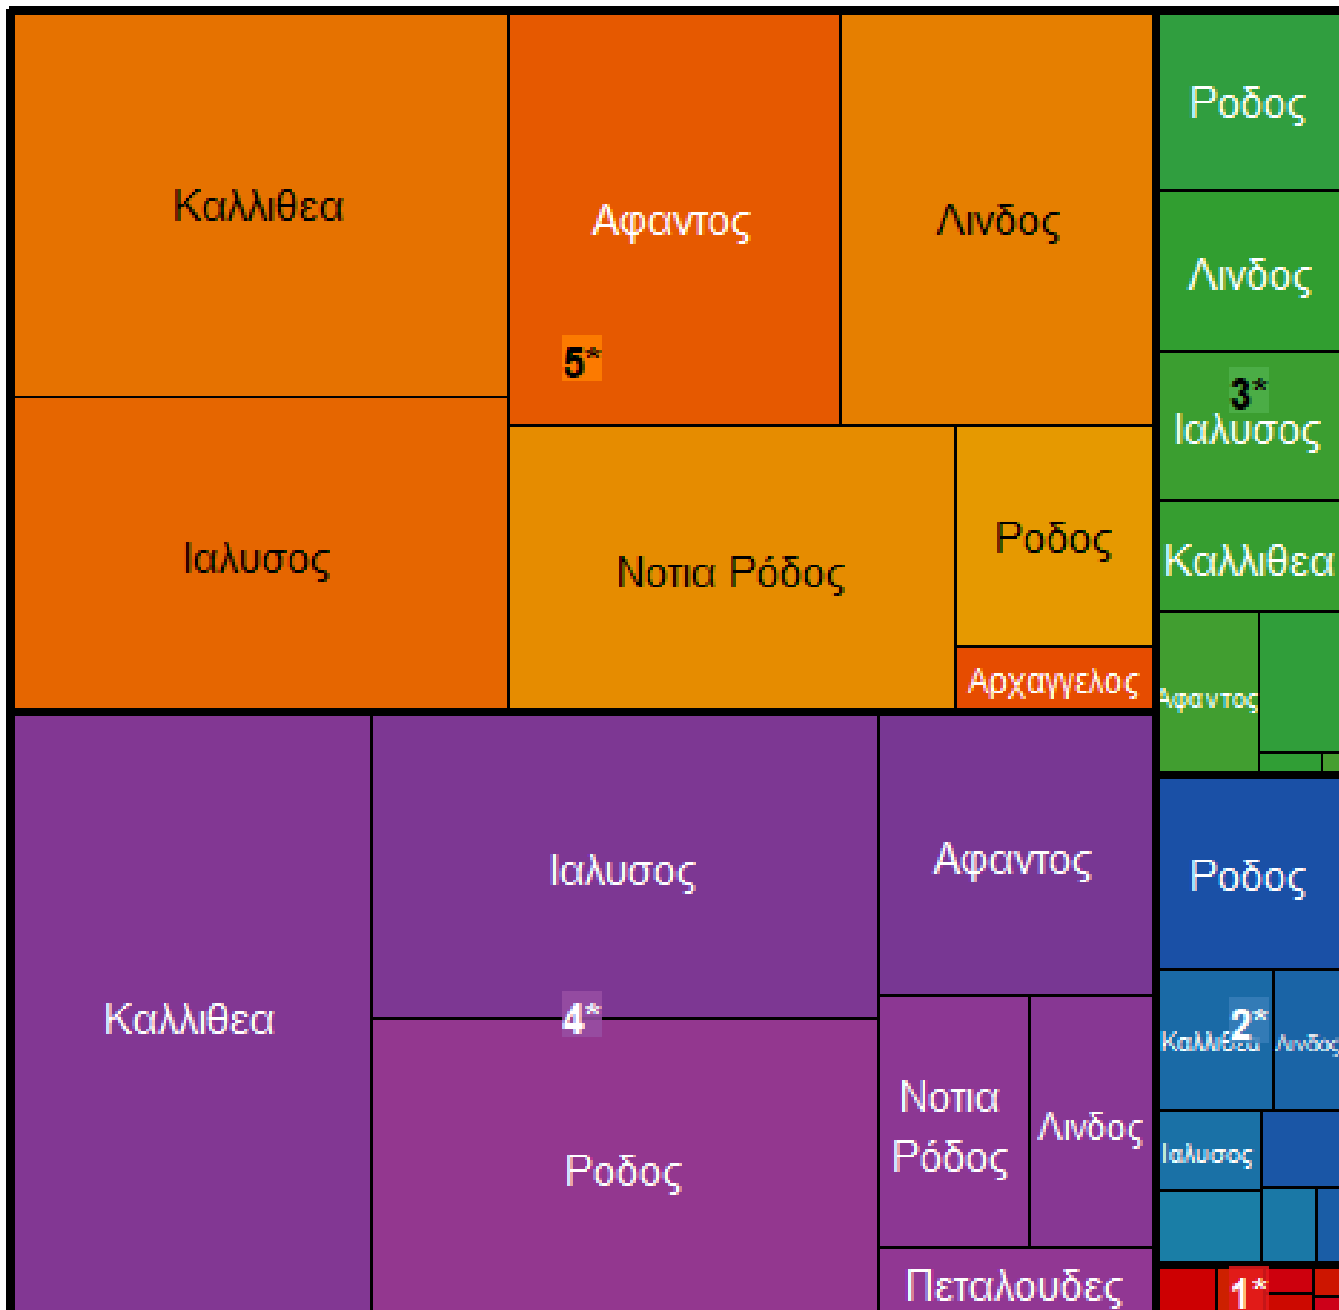 Καλλιθεα
Αφαντος
Λινδος
5*
Ιαλυσος
Νοτια Ρόδος
Ροδος
Αρχαγγελος
Ροδος
Λινδος
3*
Ιαλυσος
Καλλιθεα
Αφαντος
Καλλιθεα
Ιαλυσος
4*
Ροδος
Αφαντος
Νοτια
Ρόδος
Λινδος
Πεταλουδες
Ροδος
2*
Καλλιθεα
Λινδος
Ιαλυσος
1*